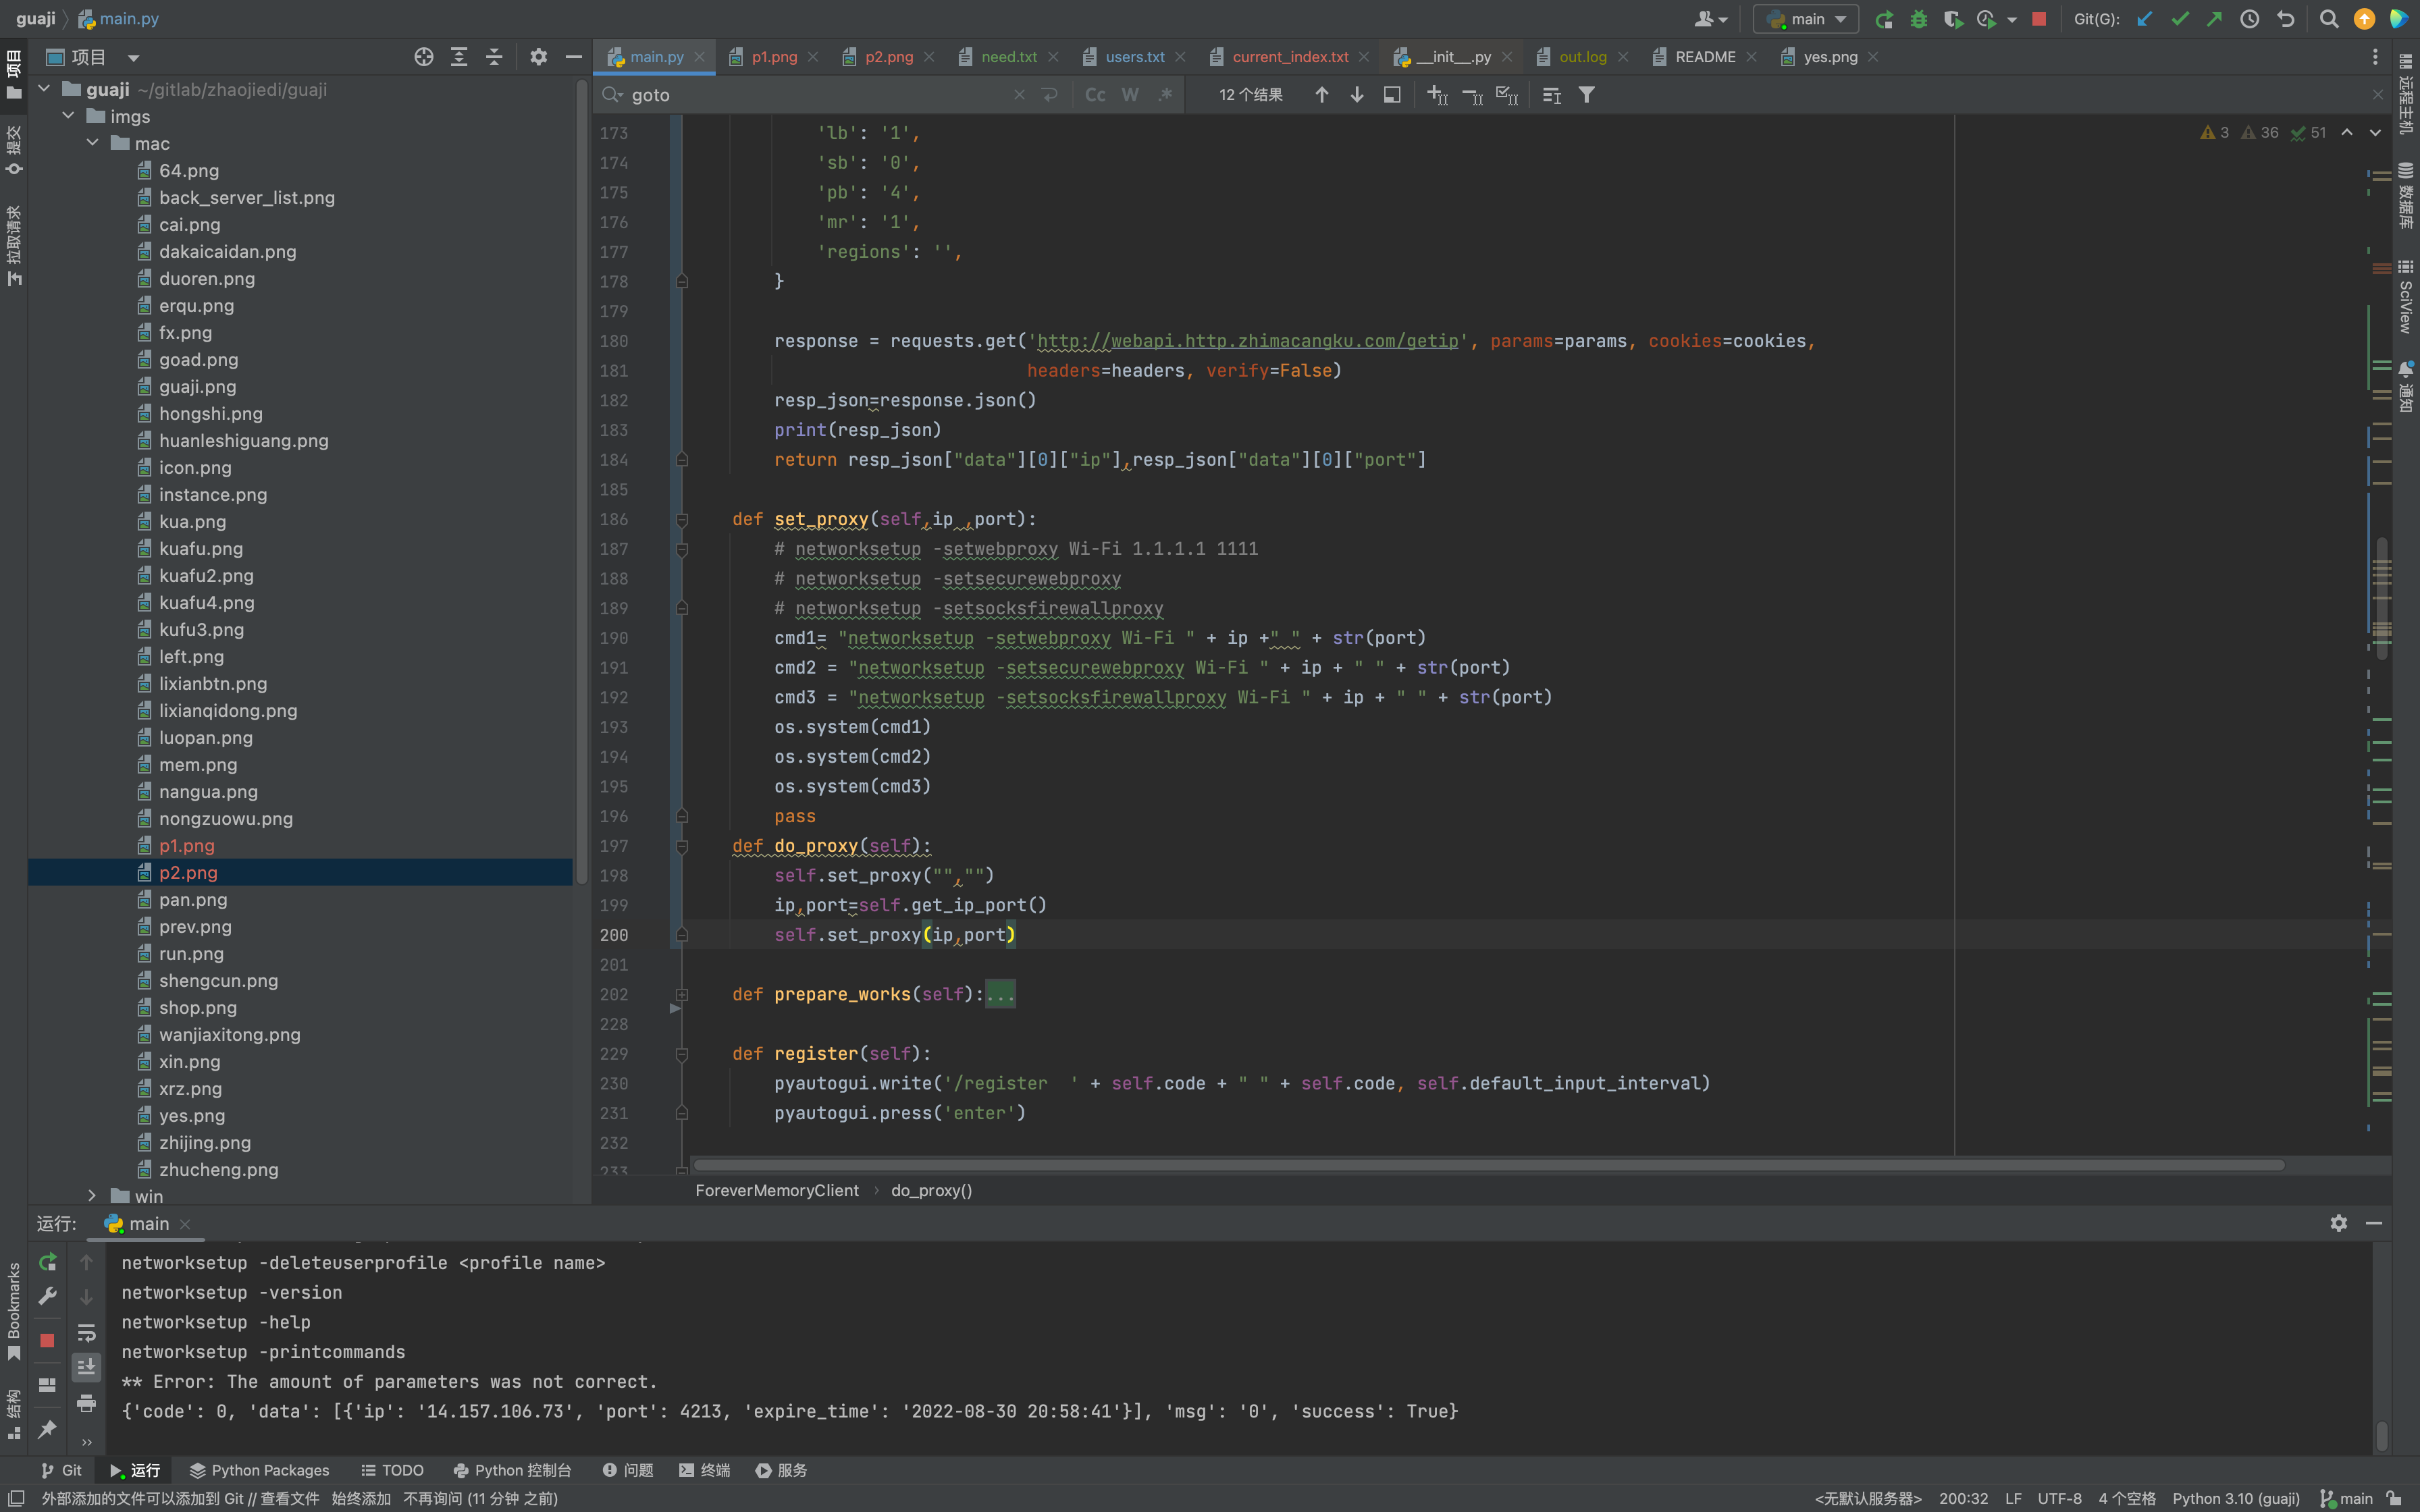 guaji
main.py
main
Git(G):
项目
main.py
p1.png
p2.png
need.txt
users.txt
current_index.txt
__init__.py
out.log
README
yes.png
goto
Cc
W
.*
12 个结果
3
36
51
项目
提交
拉取请求
Bookmarks
结构
远程主机
数据库
SciView
通知
guaji ~/gitlab/zhaojiedi/guaji
imgs
mac
64.png
back_server_list.png
cai.png
dakaicaidan.png
duoren.png
erqu.png
fx.png
goad.png
guaji.png
hongshi.png
huanleshiguang.png
icon.png
instance.png
kua.png
kuafu.png
kuafu2.png
kuafu4.png
kufu3.png
left.png
lixianbtn.png
lixianqidong.png
luopan.png
mem.png
nangua.png
nongzuowu.png
p1.png
p2.png
pan.png
prev.png
run.png
shengcun.png
shop.png
wanjiaxitong.png
xin.png
xrz.png
yes.png
zhijing.png
zhucheng.png
win
173 'lb': '1',
174 'sb': '0',
175 'pb': '4',
176 'mr': '1',
177 'regions': '',
178 }
179
180 response = requests.get('http://webapi.http.zhimacangku.com/getip', params=params, cookies=cookies,
181 headers=headers, verify=False)
182 resp_json=response.json()
183 print(resp_json)
184 return resp_json["data"][0]["ip"],resp_json["data"][0]["port"]
185
186 def set_proxy(self,ip ,port):
187 # networksetup -setwebproxy Wi-Fi 1.1.1.1 1111
188 # networksetup -setsecurewebproxy
189 # networksetup -setsocksfirewallproxy
190 cmd1= "networksetup -setwebproxy Wi-Fi " + ip +" " + str(port)
191 cmd2 = "networksetup -setsecurewebproxy Wi-Fi " + ip + " " + str(port)
192 cmd3 = "networksetup -setsocksfirewallproxy Wi-Fi " + ip + " " + str(port)
193 os.system(cmd1)
194 os.system(cmd2)
195 os.system(cmd3)
196 pass
197 def do_proxy(self):
198 self.set_proxy("","")
199 ip,port=self.get_ip_port()
200 self.set_proxy(ip,port)
201
202 def prepare_works(self):...
228
229 def register(self):
230 pyautogui.write('/register  ' + self.code + " " + self.code, self.default_input_interval)
231 pyautogui.press('enter')
232
233
ForeverMemoryClient › do_proxy()
运行: main
networksetup -deleteuserprofile <profile name>
networksetup -version
networksetup -help
networksetup -printcommands
** Error: The amount of parameters was not correct.
{'code': 0, 'data': [{'ip': '14.157.106.73', 'port': 4213, 'expire_time': '2022-08-30 20:58:41'}], 'msg': '0', 'success': True}
Git
运行
Python Packages
TODO
Python 控制台
问题
终端
服务
外部添加的文件可以添加到 Git // 查看文件 始终添加 不再询问 (11 分钟 之前)
<无默认服务器>
200:32
LF
UTF-8
4 个空格
Python 3.10 (guaji)
main